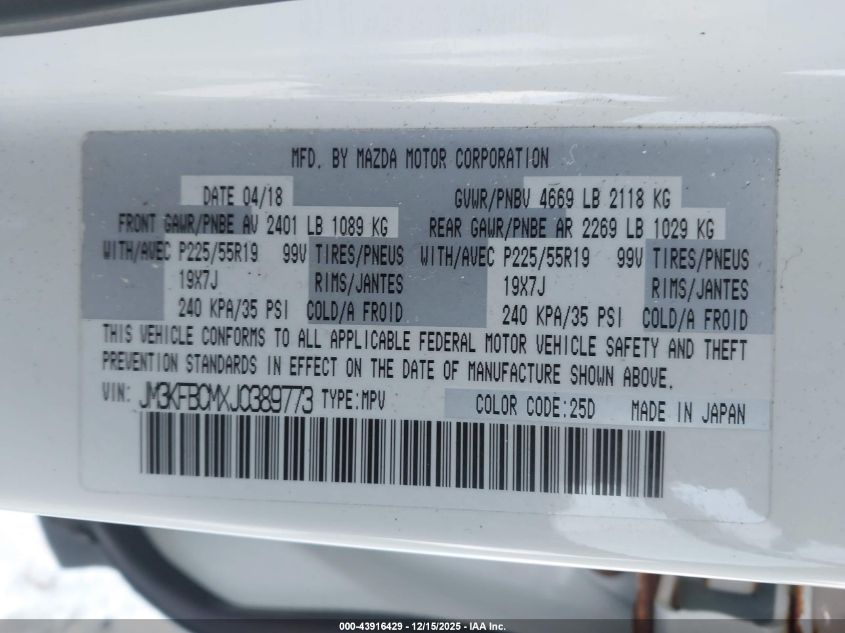 MFD. BY MAZDA MOTOR CORPORATION
DATE 04/18 GVWR/PNBV 4669 LB 2118 KG
FRONT GAWR/PNBE AV 2401 LB 1089 KG REAR GAWR/PNBE AR 2269 LB 1029 KG
WITH/AVEC P225/55R19 99V TIRES/PNEUS WITH/AVEC P225/55R19 99V TIRES/PNEUS
19X7J RIMS/JANTES 19X7J RIMS/JANTES
240 KPA/35 PSI COLD/A FROID 240 KPA/35 PSI COLD/A FROID
THIS VEHICLE CONFORMS TO ALL APPLICABLE FEDERAL MOTOR VEHICLE SAFETY AND THEFT
PREVENTION STANDARDS IN EFFECT ON THE DATE OF MANUFACTURE SHOWN ABOVE.
VIN: JM3KFBCMXJ0389773 TYPE:MPV COLOR CODE:25D MADE IN JAPAN
000-43916429 - 12/15/2025 - IAA Inc.